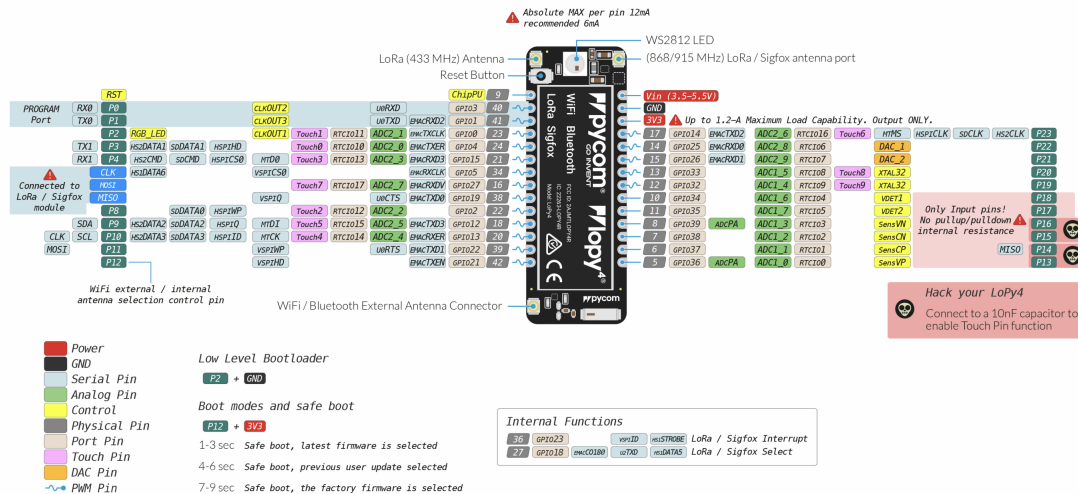 Absolute MAX per pin 12mA
recommended 6mA
WS2812 LED
LoRa (433 MHz) Antenna
(868/915 MHz) LoRa / Sigfox antenna port
Reset Button
RST ChipPU 9 Vin (3.5~5.5V)
PROGRAM Port
RX0 P0 CLKOUT2 U0RXD GPIO3 40 GND
TX0 P1 CLKOUT3 U0TXD GPIO1 41 3V3 Up to 1.2-A Maximum Load Capability. Output ONLY.
P2 RGB_LED CLKOUT1 Touch1 RTCIO11 ADC2_1 EMACTXCLK GPIO0 23 17 GPIO14 EMACTXD2 ADC2_6 RTCIO16 Touch6 MTMS HSPICLK SDCLK HS2CLK P23
TX1 P3 HS2DATA1 SDDATA1 HSPIHD Touch0 RTCIO10 ADC2_0 EMACTXER GPIO4 24 14 GPIO25 EMACRXD0 ADC2_8 RTCIO6 DAC_1 P22
RX1 P4 HS2CMD SDCMD HSPICS0 MTD0 Touch3 RTCIO13 ADC2_3 EMACRXD3 GPIO15 21 15 GPIO26 EMACRXD1 ADC2_9 RTCIO7 DAC_2 P21
CLK HS1DATA6 VSPICS0 EMACRXCLK GPIO5 34 12 GPIO33 ADC1_5 RTCIO8 Touch8 XTAL32 P20
MOSI Touch7 RTCIO17 ADC2_7 EMACRXDV GPIO27 16 12 GPIO32 ADC1_4 RTCIO9 Touch9 XTAL32 P19
MISO VSPIQ U0CTS EMACTXD0 GPIO19 38 10 GPIO34 ADC1_6 RTCIO4 VDET1 P18
Connected to
LoRa / Sigfox
module
P8 SDDATA0 HSPIWP Touch2 RTCIO12 ADC2_2 GPIO2 22 11 GPIO35 ADC1_7 RTCIO5 VDET2 P17
SDA P9 HS2DATA2 SDDATA2 HSPIQ MTDI Touch5 RTCIO15 ADC2_5 EMACTXD3 GPIO12 18 8 GPIO39 ADCPA ADC1_3 RTCIO3 SensVN P16
CLK SCL P10 HS2DATA3 SDDATA3 HSPIID MTCK Touch4 RTCIO14 ADC2_4 EMACRXER GPIO13 20 7 GPIO38 ADC1_2 RTCIO2 SensCN P15
MOSI P11 VSPIWP U0RTS EMACTXD1 GPIO22 39 6 GPIO37 ADC1_1 RTCIO1 SensCP MISO P14
P12 VSPIHD EMACTXEN GPIO21 42 5 GPIO36 ADCPA ADC1_0 RTCIO0 SensVP P13
Only Input pins!
No pullup/pulldown
internal resistance
LoRa Sigfox
WiFi Bluetooth
pycom
GO INVENT
lopy4
Model: LoPy4
CE
pycom
WiFi external / internal
antenna selection control pin
WiFi / Bluetooth External Antenna Connector
Hack your LoPy4
Connect to a 10nF capacitor to
enable Touch Pin function
Power
GND
Serial Pin
Analog Pin
Control
Physical Pin
Port Pin
Touch Pin
DAC Pin
PWM Pin
Low Level Bootloader
P2 + GND
Boot modes and safe boot
P12 + 3V3
1-3 sec Safe boot, latest firmware is selected
4-6 sec Safe boot, previous user update selected
7-9 sec Safe boot, the factory firmware is selected
Internal Functions
36 GPIO23 VSPIID HS1STROBE LoRa / Sigfox Interrupt
27 GPIO18 EMACCO180 U2TXD HS1DATA5 LoRa / Sigfox Select